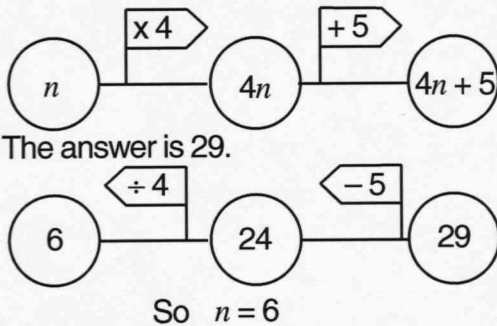 x 4 + 5
n 4n 4n + 5
The answer is 29.
÷ 4 − 5
6 24 29
So n = 6